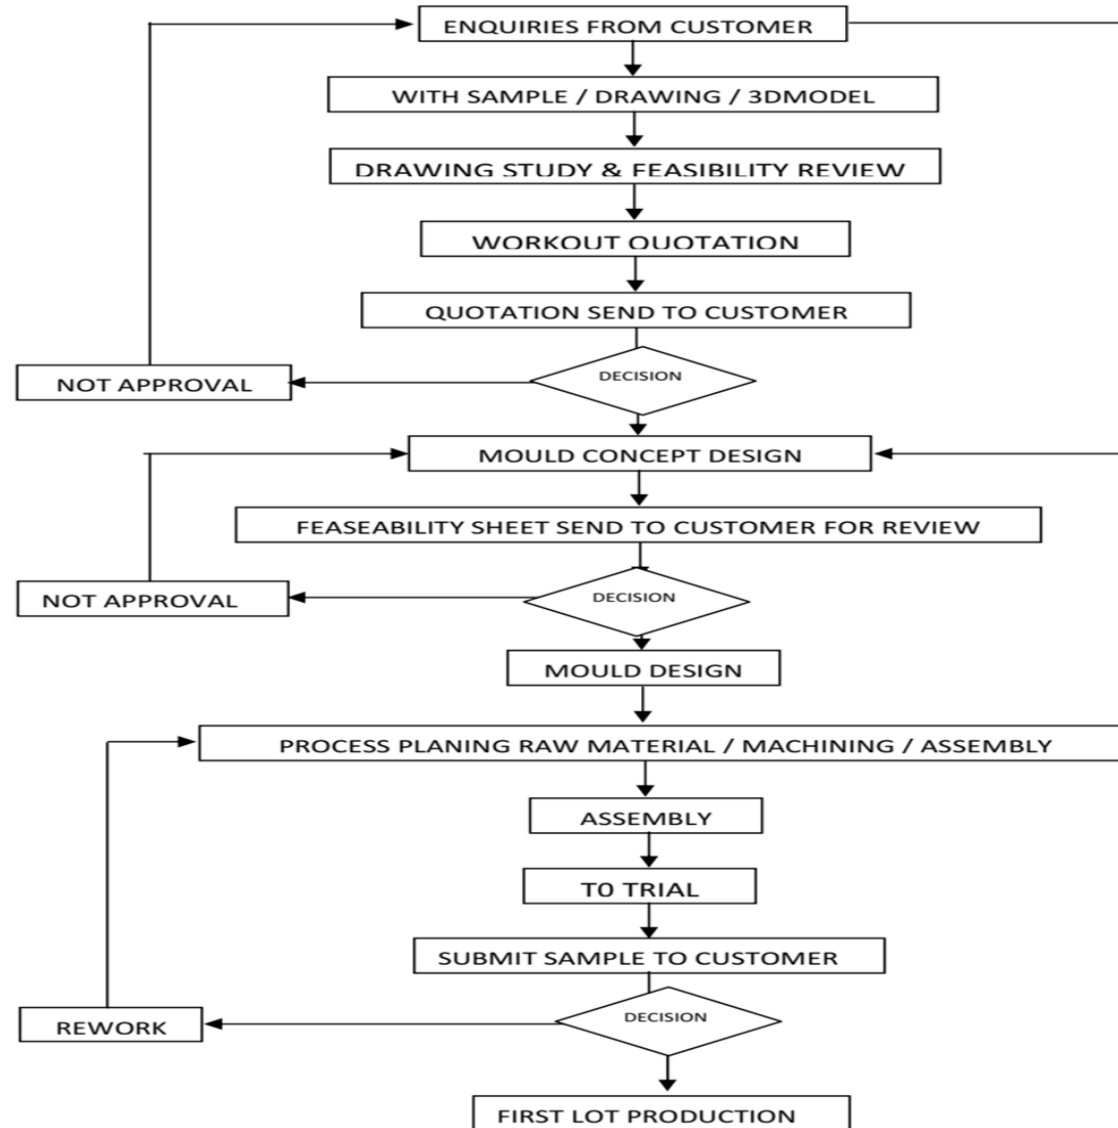 ENQUIRIES FROM CUSTOMER
WITH SAMPLE / DRAWING / 3DMODEL
DRAWING STUDY & FEASIBILITY REVIEW
WORKOUT QUOTATION
QUOTATION SEND TO CUSTOMER
DECISION
NOT APPROVAL
MOULD CONCEPT DESIGN
FEASEABILITY SHEET SEND TO CUSTOMER FOR REVIEW
DECISION
NOT APPROVAL
MOULD DESIGN
PROCESS PLANING RAW MATERIAL / MACHINING / ASSEMBLY
ASSEMBLY
T0 TRIAL
SUBMIT SAMPLE TO CUSTOMER
DECISION
REWORK
FIRST LOT PRODUCTION